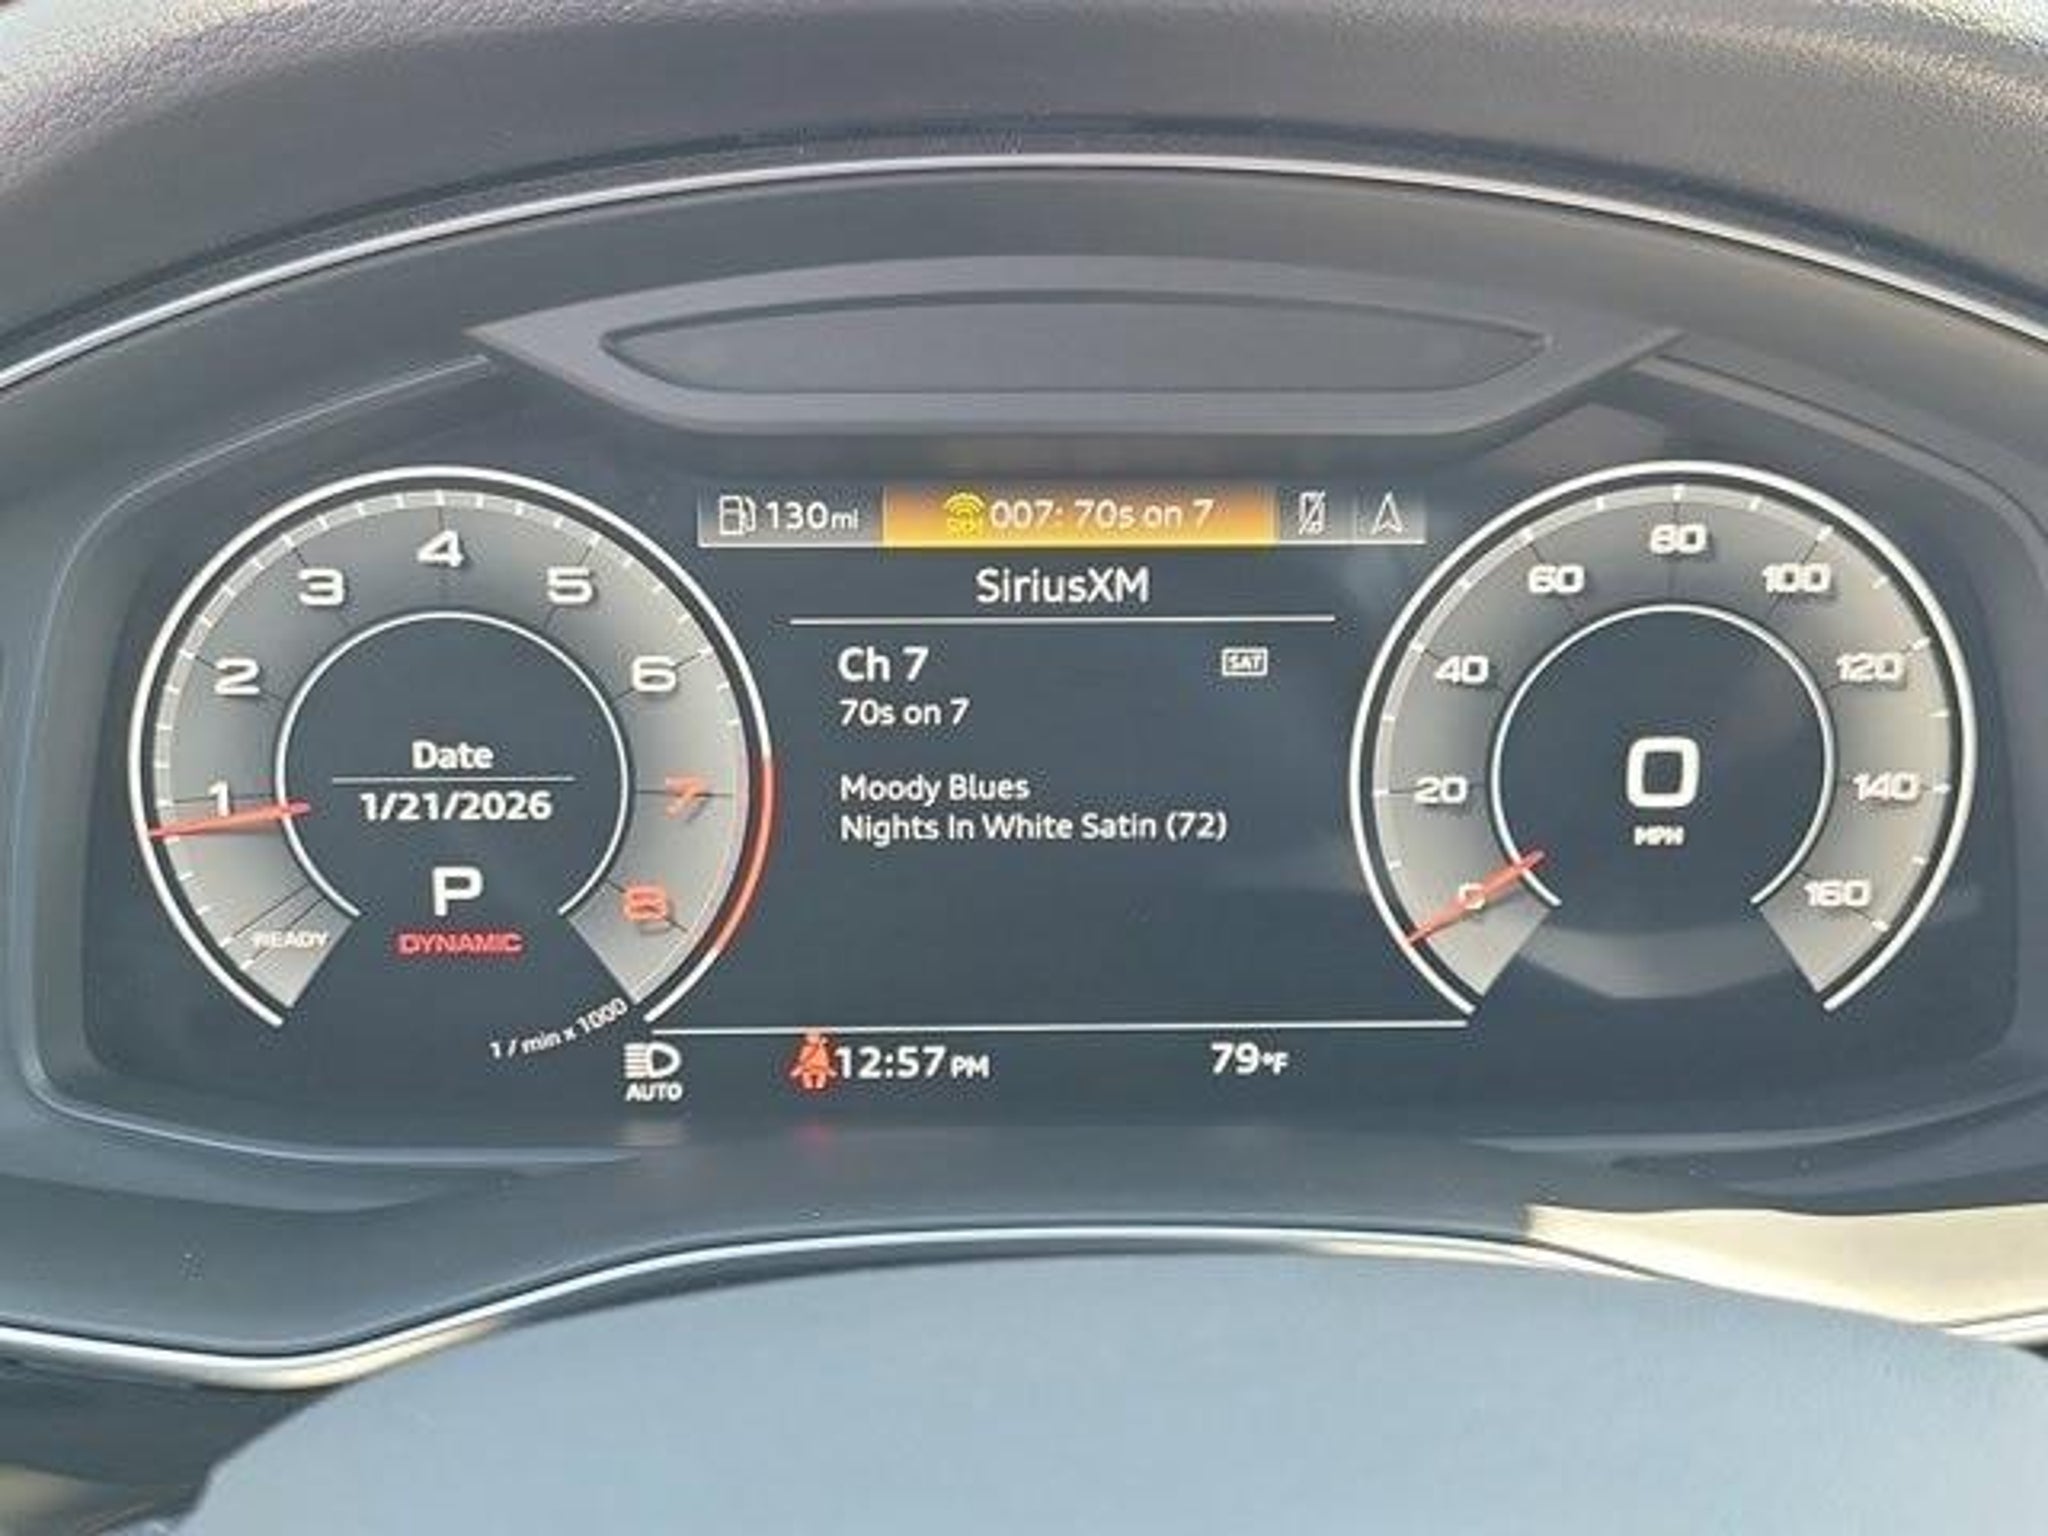 130mi
007: 70s on 7
SiriusXM
Ch 7
SAT
70s on 7
Moody Blues
Nights In White Satin (72)
READY
1
2
3
4
5
6
7
8
Date
1/21/2026
P
DYNAMIC
1 / min x 1000
0
20
40
60
80
100
120
140
160
0
MPH
AUTO
12:57 PM
79°F